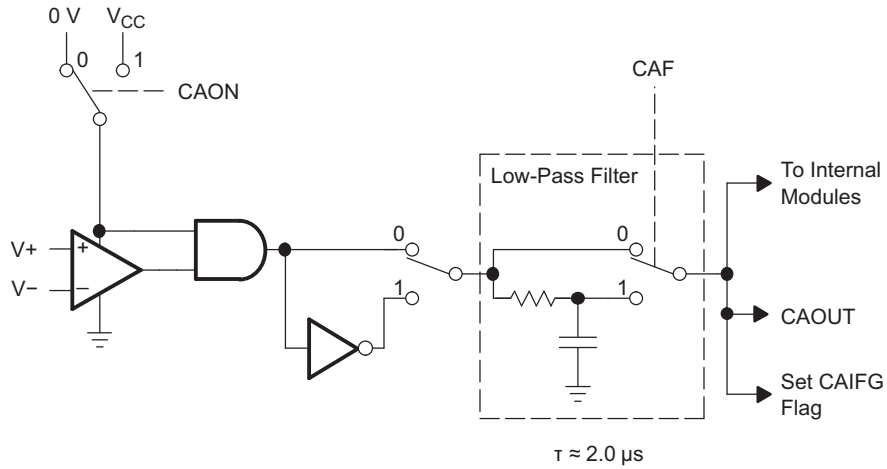 0 V
V_CC
0
1
CAON
CAF
Low-Pass Filter
To Internal
Modules
V+
+
V−
−
0
1
0
1
CAOUT
Set CAIFG
Flag
τ ≈ 2.0 μs